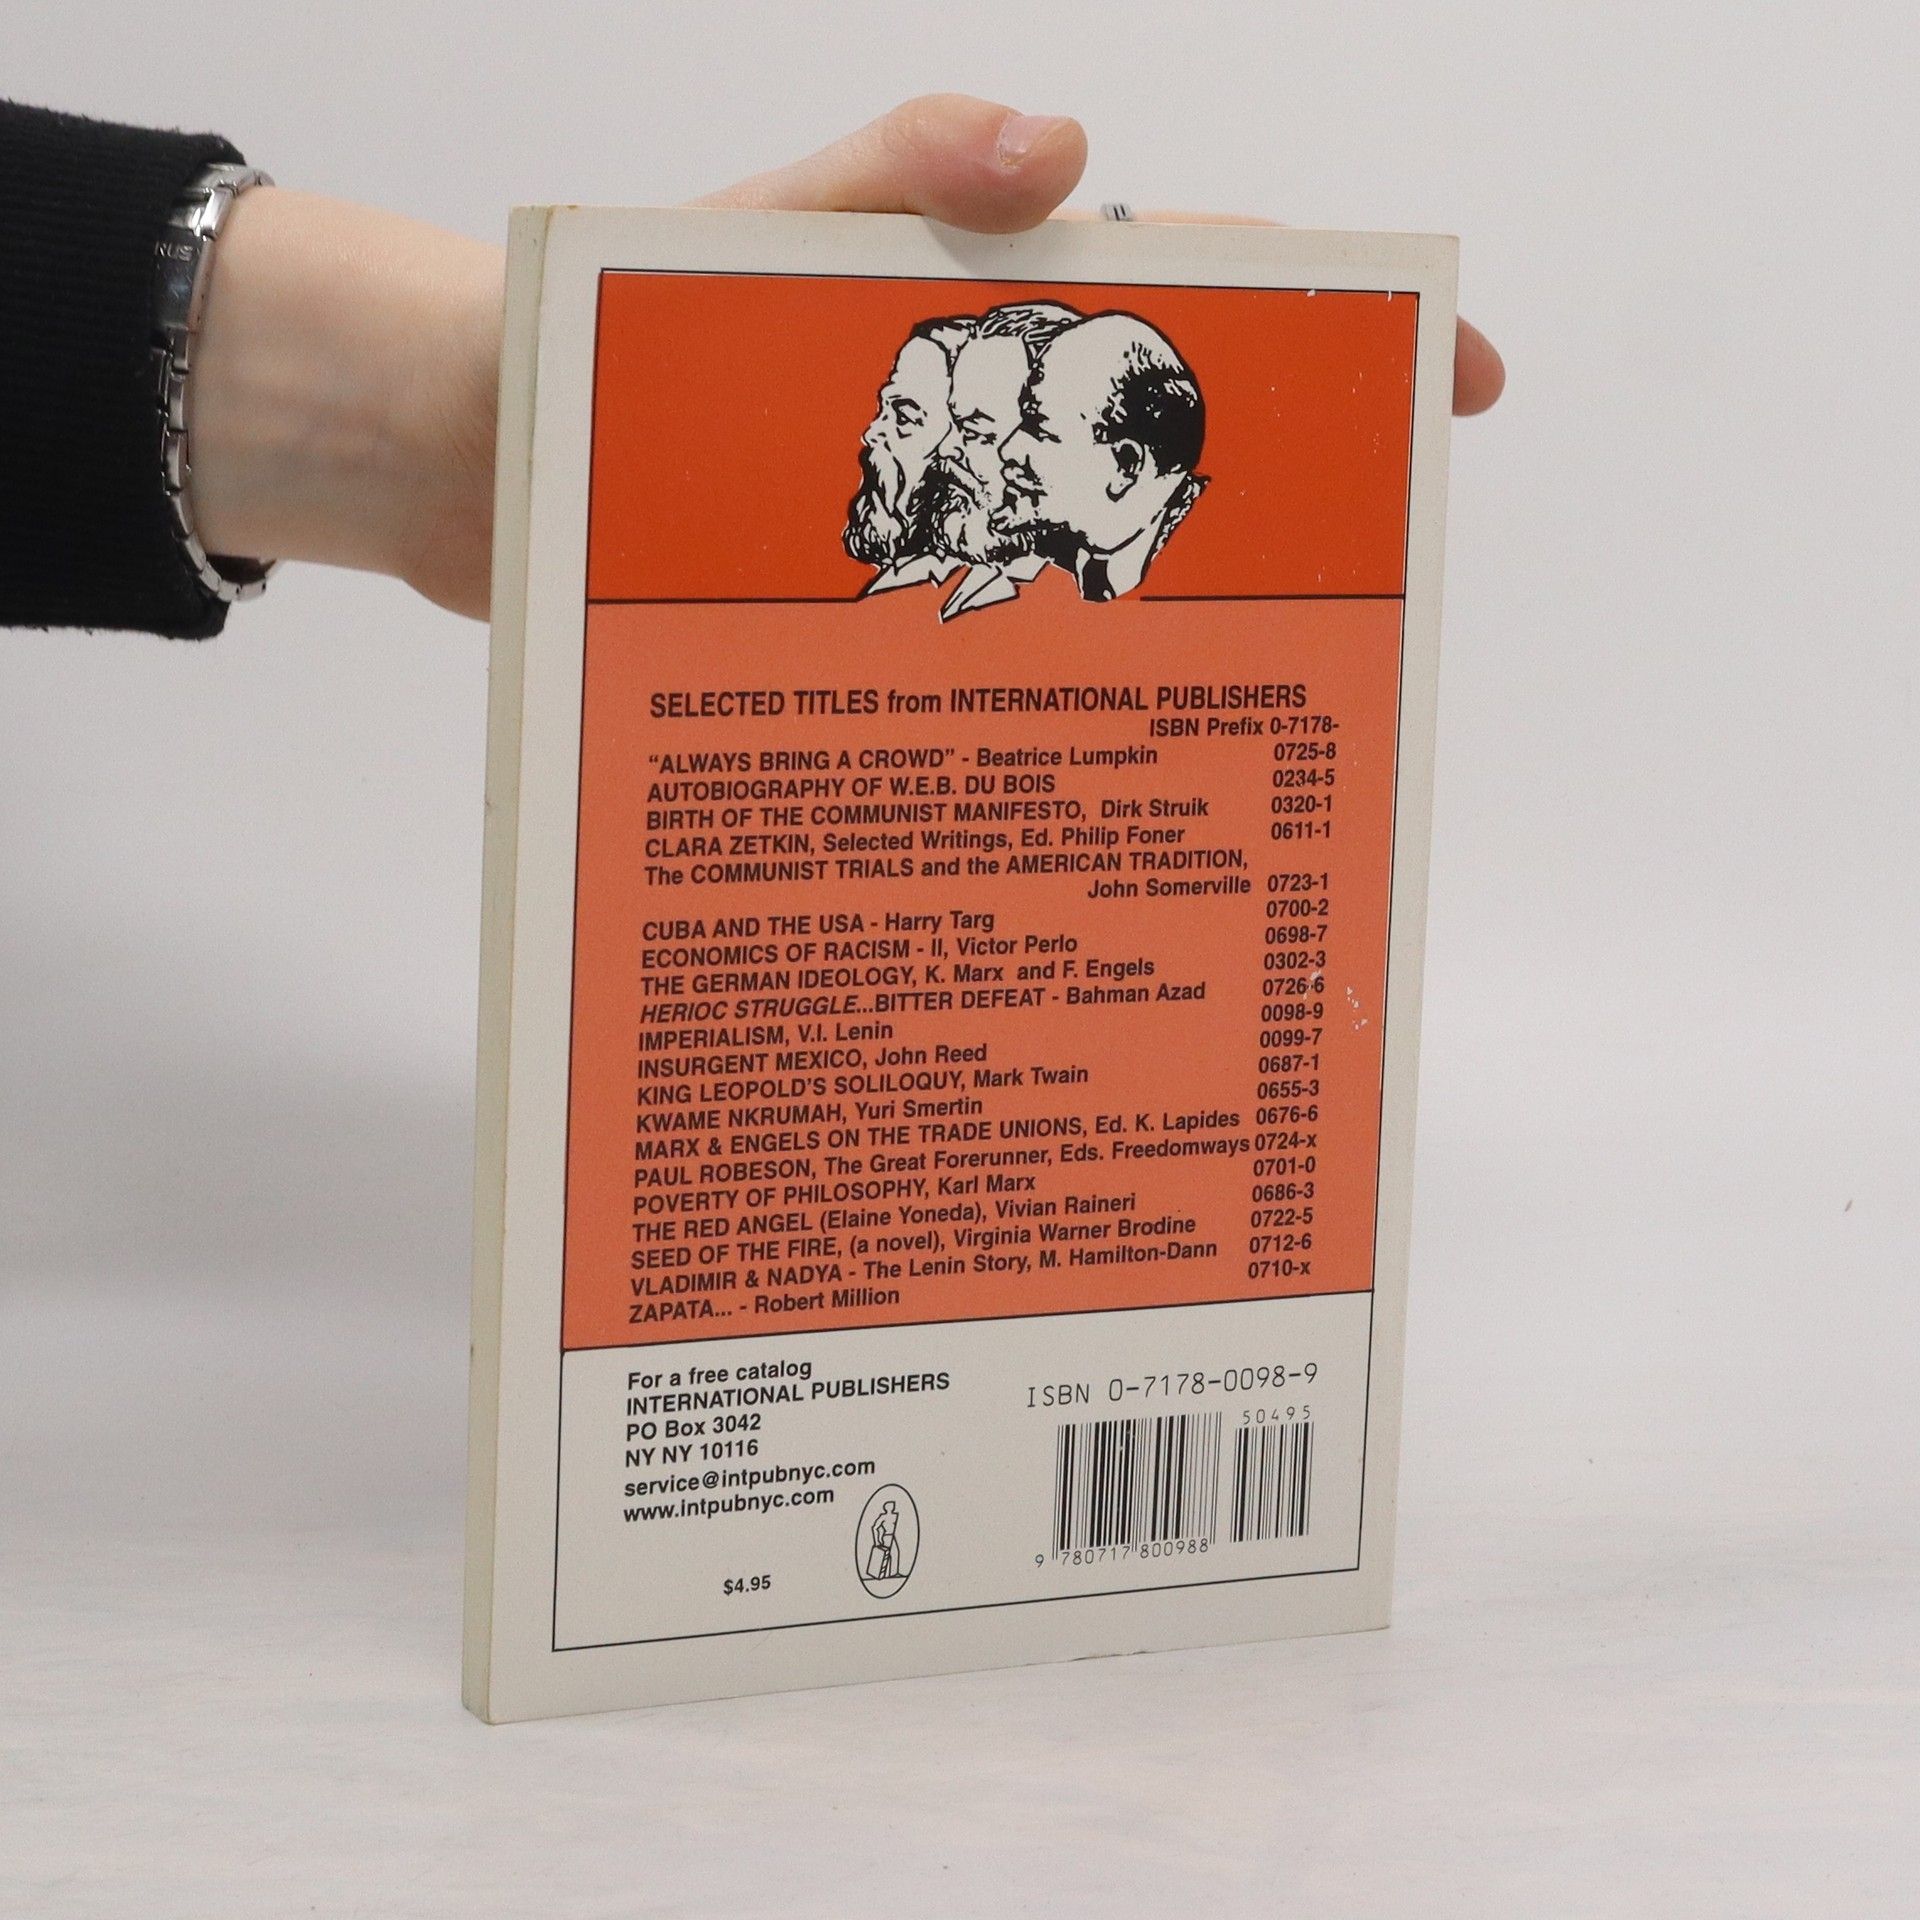 RUS
SELECTED TITLES from INTERNATIONAL PUBLISHERS
ISBN Prefix 0-7178-
“ALWAYS BRING A CROWD” - Beatrice Lumpkin 0725-8
AUTOBIOGRAPHY OF W.E.B. DU BOIS 0234-5
BIRTH OF THE COMMUNIST MANIFESTO, Dirk Struik 0320-1
CLARA ZETKIN, Selected Writings, Ed. Philip Foner 0611-1
The COMMUNIST TRIALS and the AMERICAN TRADITION,
John Somerville 0723-1
CUBA AND THE USA - Harry Targ 0700-2
ECONOMICS OF RACISM - II, Victor Perlo 0698-7
THE GERMAN IDEOLOGY, K. Marx and F. Engels 0302-3
HERIOC STRUGGLE...BITTER DEFEAT - Bahman Azad 0726-6
IMPERIALISM, V.I. Lenin 0098-9
INSURGENT MEXICO, John Reed 0099-7
KING LEOPOLD'S SOLILOQUY, Mark Twain 0687-1
KWAME NKRUMAH, Yuri Smertin 0655-3
MARX & ENGELS ON THE TRADE UNIONS, Ed. K. Lapides 0676-6
PAUL ROBESON, The Great Forerunner, Eds. Freedomways 0724-x
POVERTY OF PHILOSOPHY, Karl Marx 0701-0
THE RED ANGEL (Elaine Yoneda), Vivian Raineri 0686-3
SEED OF THE FIRE, (a novel), Virginia Warner Brodine 0722-5
VLADIMIR & NADYA - The Lenin Story, M. Hamilton-Dann 0712-6
ZAPATA... - Robert Million 0710-x
For a free catalog
INTERNATIONAL PUBLISHERS
PO Box 3042
NY NY 10116
service@intpubnyc.com
www.intpubnyc.com
$4.95
ISBN 0-7178-0098-9
50495
9 780717 800988